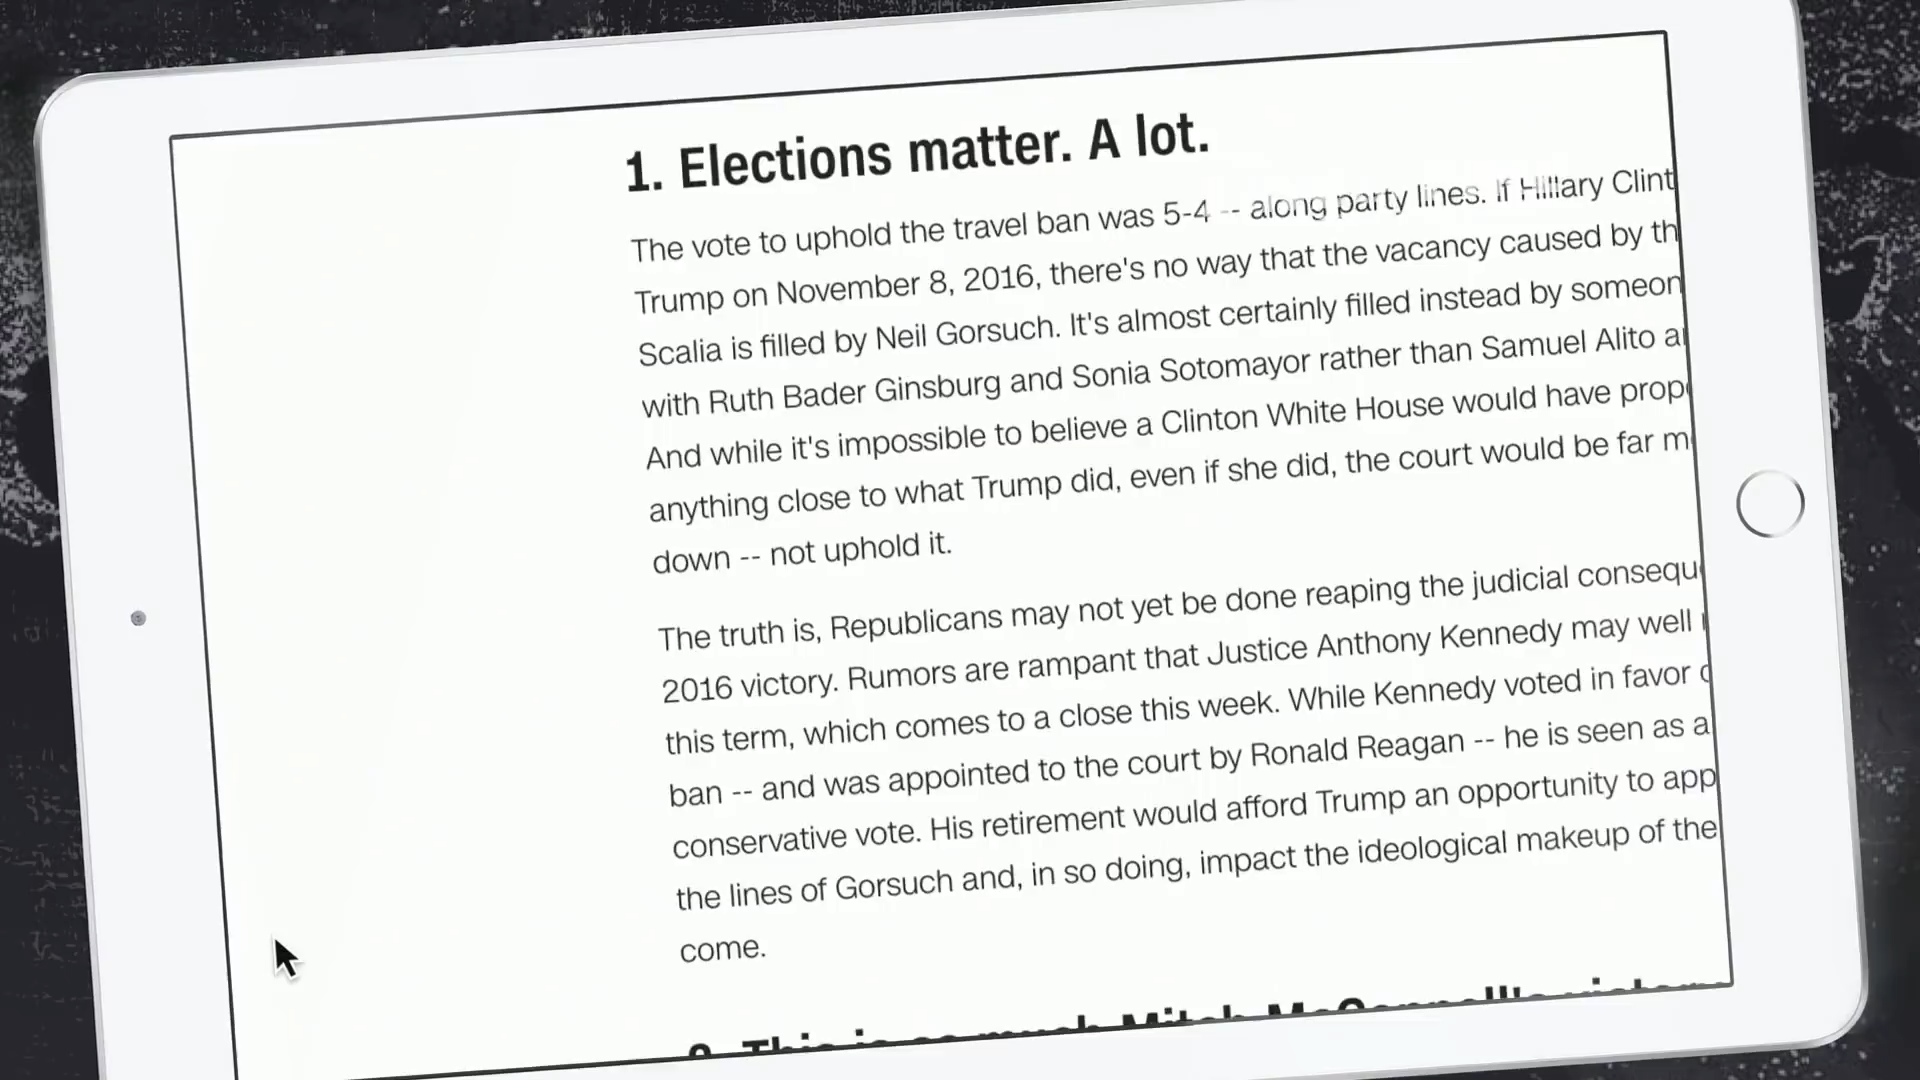 1. Elections matter. A lot.
The vote to uphold the travel ban was 5-4 -- along party lines. If Hillary Clint
Trump on November 8, 2016, there's no way that the vacancy caused by th
Scalia is filled by Neil Gorsuch. It's almost certainly filled instead by someon
with Ruth Bader Ginsburg and Sonia Sotomayor rather than Samuel Alito a
And while it's impossible to believe a Clinton White House would have prop
anything close to what Trump did, even if she did, the court would be far m
down -- not uphold it.
The truth is, Republicans may not yet be done reaping the judicial consequ
2016 victory. Rumors are rampant that Justice Anthony Kennedy may well
this term, which comes to a close this week. While Kennedy voted in favor
ban -- and was appointed to the court by Ronald Reagan -- he is seen as a
conservative vote. His retirement would afford Trump an opportunity to app
the lines of Gorsuch and, in so doing, impact the ideological makeup of the
come.
2. This is so much Mitch McConnell's